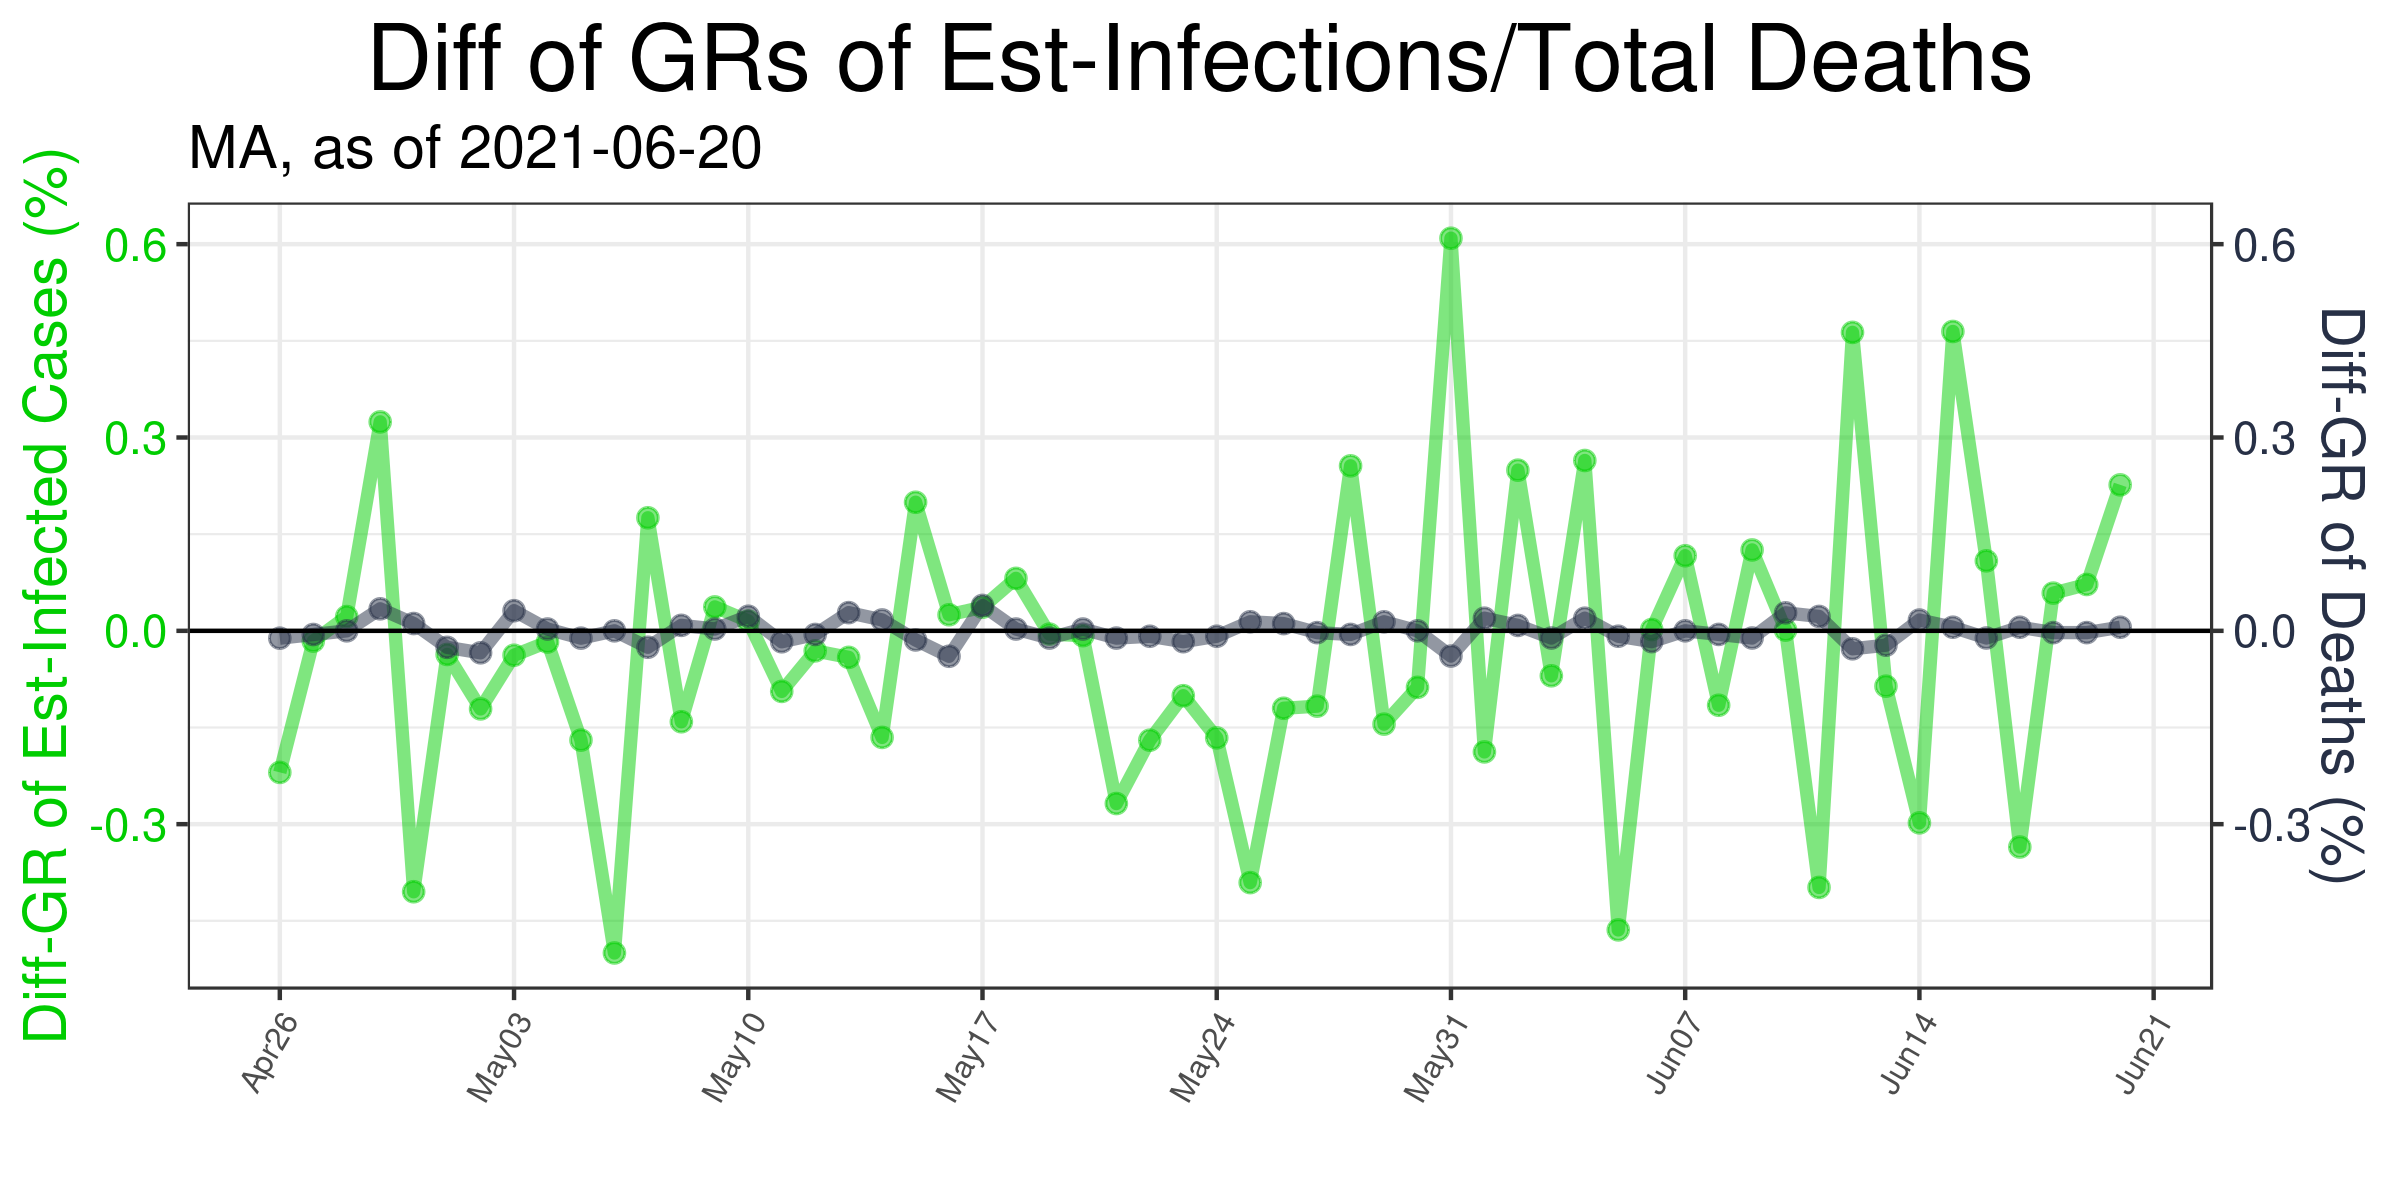 Diff of GRs of Est-Infections/Total Deaths
MA, as of 2021-06-20
Diff-GR of Est-Infected Cases (%)
0.6
0.3
0.0
-0.3
0.6
0.3
0.0
-0.3
Diff-GR of Deaths (%)
Apr26
May03
May10
May17
May24
May31
Jun07
Jun14
Jun21